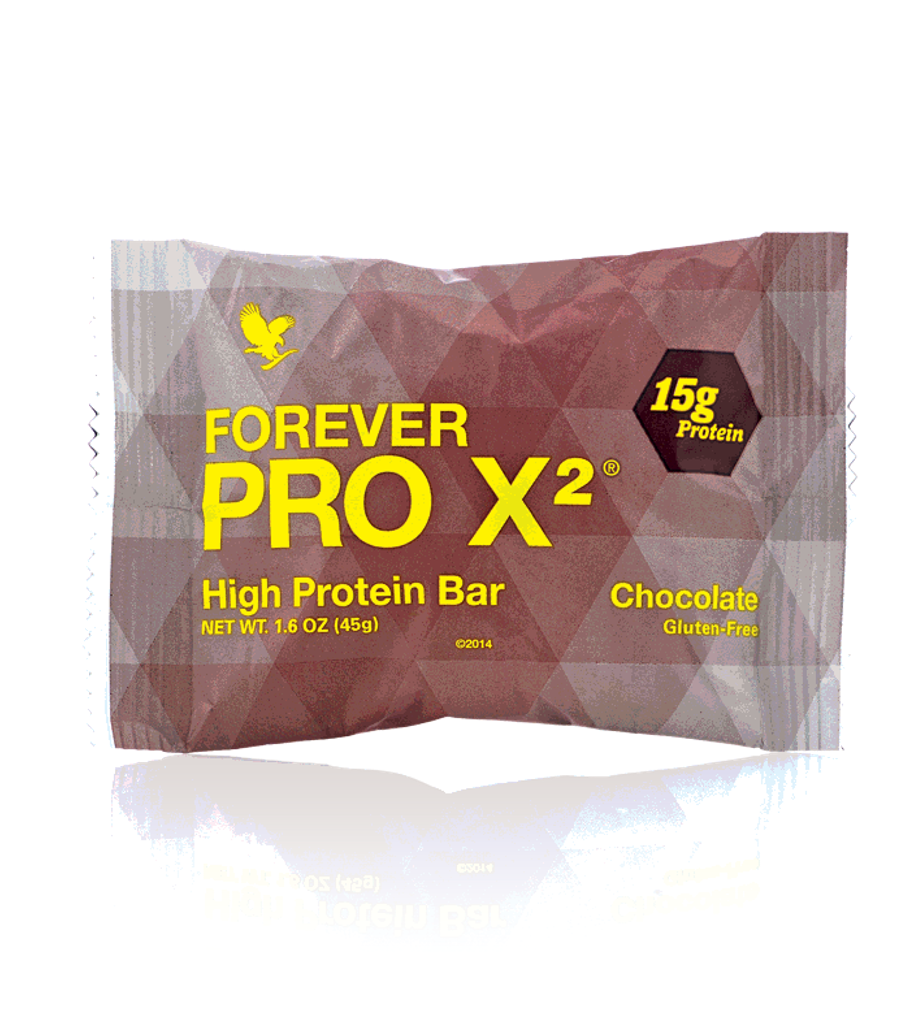 FOREVER
PRO X²®
15g
Protein
High Protein Bar
NET WT. 1.6 OZ (45g)
©2014
Chocolate
Gluten-Free